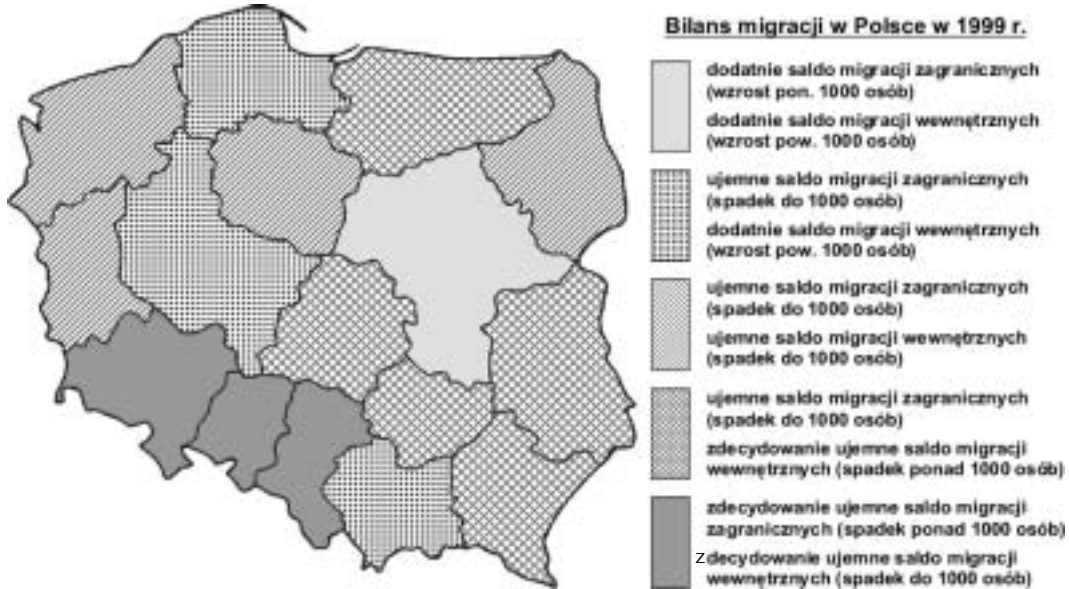 Bilans migracji w Polsce w 1999 r.
dodatnie saldo migracji zagranicznych
(wzrost pon. 1000 osób)
dodatnie saldo migracji wewnętrznych
(wzrost pow. 1000 osób)
ujemne saldo migracji zagranicznych
(spadek do 1000 osób)
dodatnie saldo migracji wewnętrznych
(wzrost pow. 1000 osób)
ujemne saldo migracji zagranicznych
(spadek do 1000 osób)
ujemne saldo migracji wewnętrznych
(spadek do 1000 osób)
ujemne saldo migracji zagranicznych
(spadek do 1000 osób)
zdecydowanie ujemne saldo migracji
wewnętrznych (spadek ponad 1000 osób)
zdecydowanie ujemne saldo migracji
zagranicznych (spadek ponad 1000 osób)
zdecydowanie ujemne saldo migracji
wewnętrznych (spadek do 1000 osób)